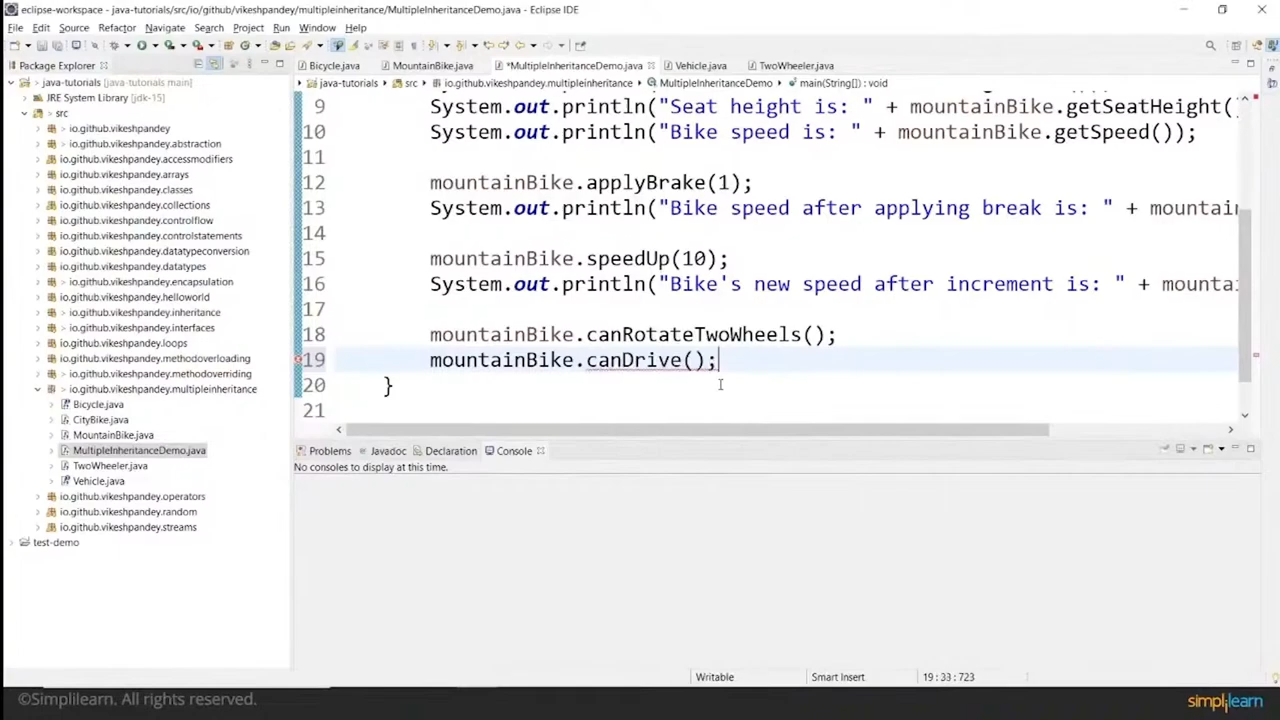 eclipse-workspace - java-tutorials/src/io/github/vikeshpandey/multipleinheritance/MultipleInheritanceDemo.java - Eclipse IDE
File Edit Source Refactor Navigate Search Project Run Window Help
Package Explorer
Bicycle.java MountainBike.java *MultipleInheritanceDemo.java Vehicle.java TwoWheeler.java
java-tutorials src io.github.vikeshpandey.multipleinheritance MultipleInheritanceDemo main(String[]) : void
> java-tutorials [java-tutorials main]
JRE System Library [jdk-15]
> src
> io.github.vikeshpandey
> io.github.vikeshpandey.abstraction
io.github.vikeshpandey.accessmodifiers
> io.github.vikeshpandey.arrays
> io.github.vikeshpandey.classes
> io.github.vikeshpandey.collections
io.github.vikeshpandey.controlflow
> io.github.vikeshpandey.controlstatements
> io.github.vikeshpandey.datatypeconversion
> io.github.vikeshpandey.datatypes
> io.github.vikeshpandey.encapsulation
> io.github.vikeshpandey.helloworld
> io.github.vikeshpandey.inheritance
> io.github.vikeshpandey.interfaces
> io.github.vikeshpandey.loops
> io.github.vikeshpandey.methodoverloading
> io.github.vikeshpandey.methodoverriding
> io.github.vikeshpandey.multipleinheritance
> Bicycle.java
> CityBike.java
MountainBike.java
MultipleInheritanceDemo.java
TwoWheeler.java
> Vehicle.java
> io.github.vikeshpandey.operators
> io.github.vikeshpandey.random
> io.github.vikeshpandey.streams
test-demo
9 System.out.println("Seat height is: " + mountainBike.getSeatHeight()
10 System.out.println("Bike speed is: " + mountainBike.getSpeed());
11
12 mountainBike.applyBrake(1);
13 System.out.println("Bike speed after applying break is: " + mountain
14
15 mountainBike.speedUp(10);
16 System.out.println("Bike's new speed after increment is: " + mountai
17
18 mountainBike.canRotateTwoWheels();
19 mountainBike.canDrive();
20 }
21
Problems Javadoc Declaration Console
No consoles to display at this time.
Writable Smart Insert 19 : 33 : 723
©Simplilearn. All rights reserved.
simplilearn